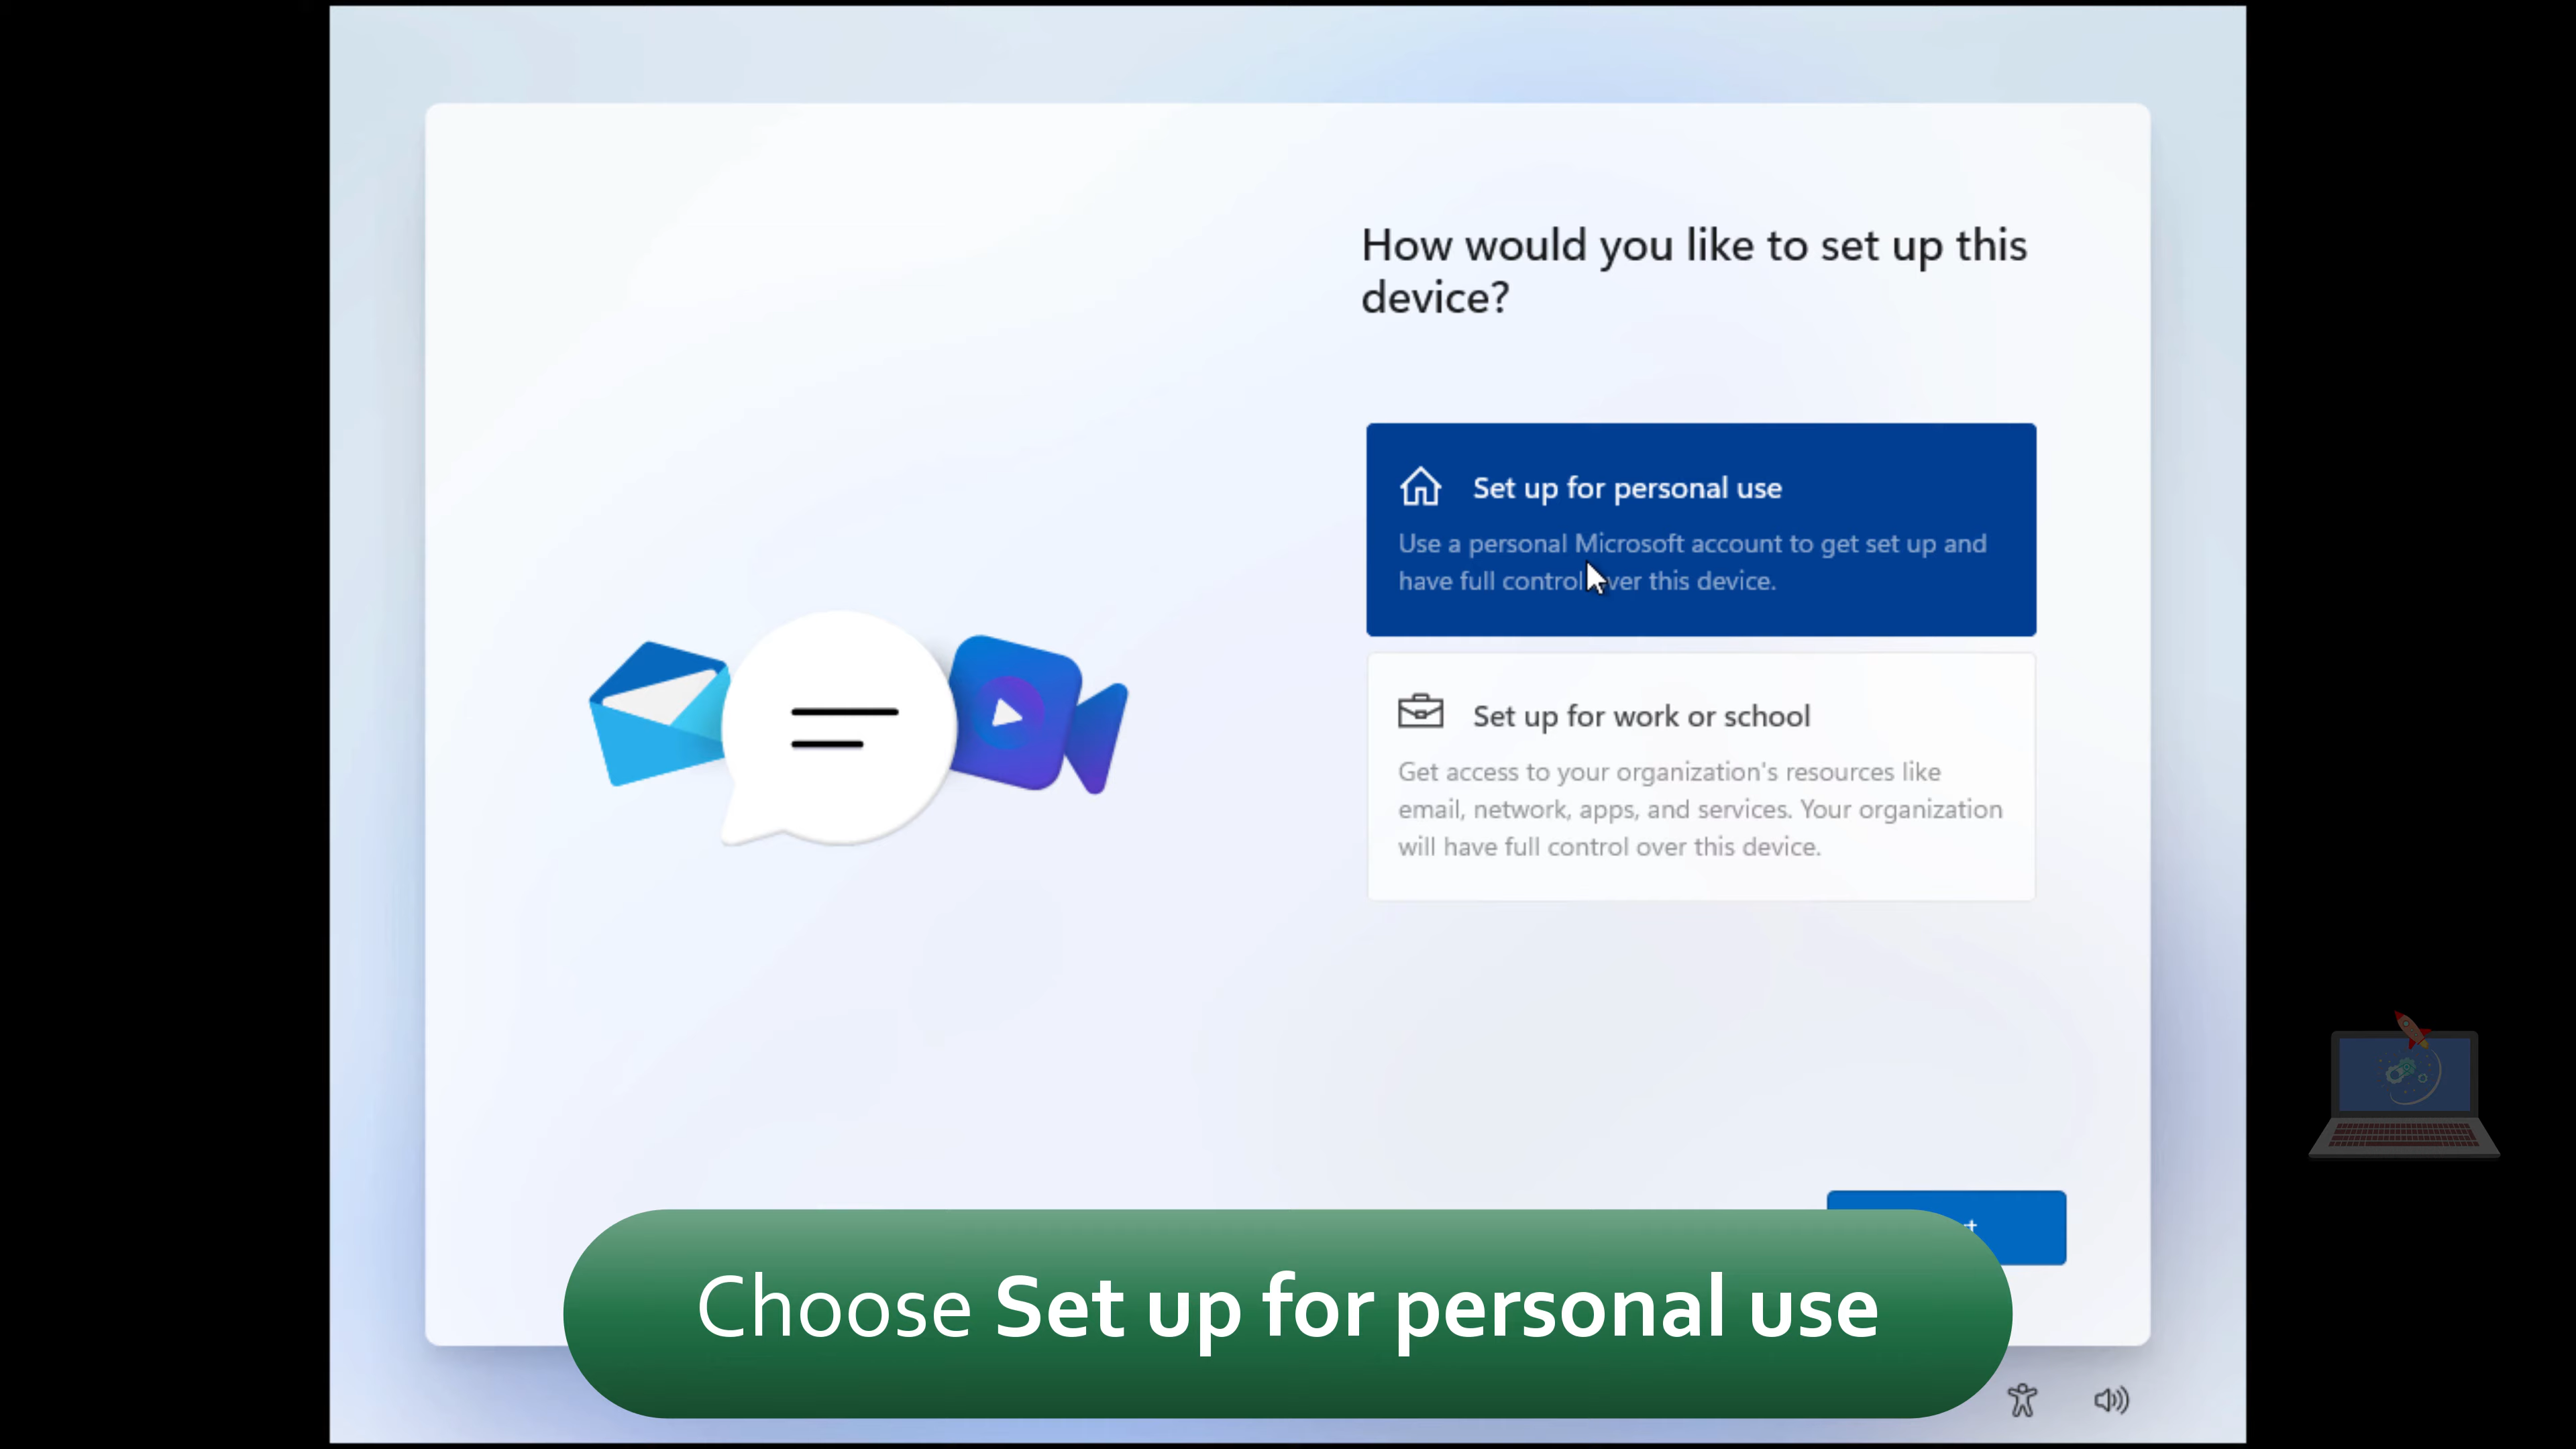 How would you like to set up this
device?
Set up for personal use
Use a personal Microsoft account to get set up and
have full control over this device.
Set up for work or school
Get access to your organization's resources like
email, network, apps, and services. Your organization
will have full control over this device.
Choose Set up for personal use